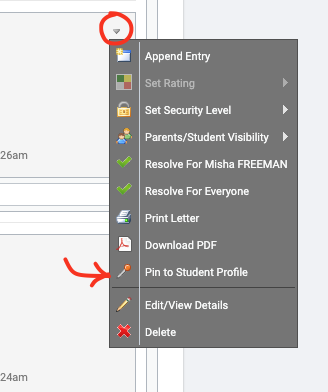 Append Entry
Set Rating
Set Security Level
Parents/Student Visibility
26am
Resolve For Misha FREEMAN
Resolve For Everyone
Print Letter
Download PDF
Pin to Student Profile
Edit/View Details
Delete
24am